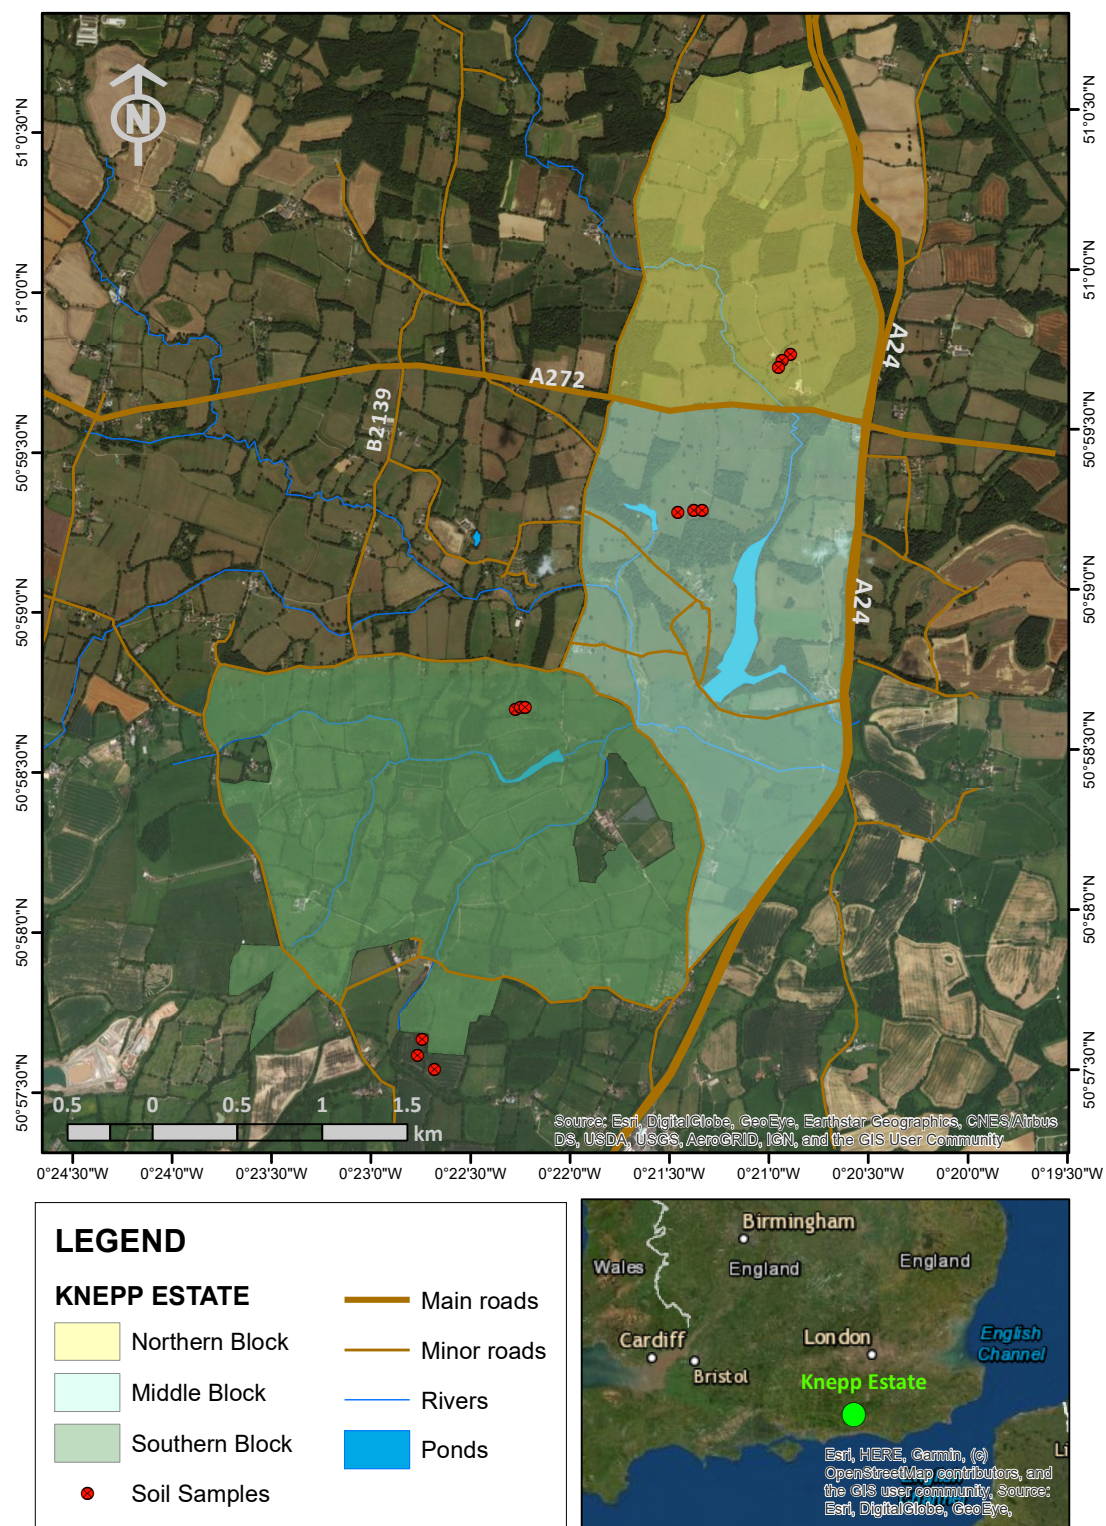 N
51°0'30"N
51°0'30"N
51°0'0"N
51°0'0"N
A24
A272
B2139
50°59'30"N
50°59'30"N
50°59'0"N
50°59'0"N
A24
50°58'30"N
50°58'30"N
50°58'0"N
50°58'0"N
50°57'30"N
50°57'30"N
0.5 0 0.5 1 1.5
km
Source: Esri, DigitalGlobe, GeoEye, Earthstar Geographics, CNES/Airbus
DS, USDA, USGS, AeroGRID, IGN, and the GIS User Community
0°24'30"W 0°24'0"W 0°23'30"W 0°23'0"W 0°22'30"W 0°22'0"W 0°21'30"W 0°21'0"W 0°20'30"W 0°20'0"W 0°19'30"W
LEGEND
KNEPP ESTATE
Northern Block
Middle Block
Southern Block
Soil Samples
Main roads
Minor roads
Rivers
Ponds
Birmingham
Wales
England
England
Cardiff
London
English
Channel
Bristol
Knepp Estate
Li
Esri, HERE, Garmin, (c)
OpenStreetMap contributors, and
the GIS user community, Source:
Esri, DigitalGlobe, GeoEye,